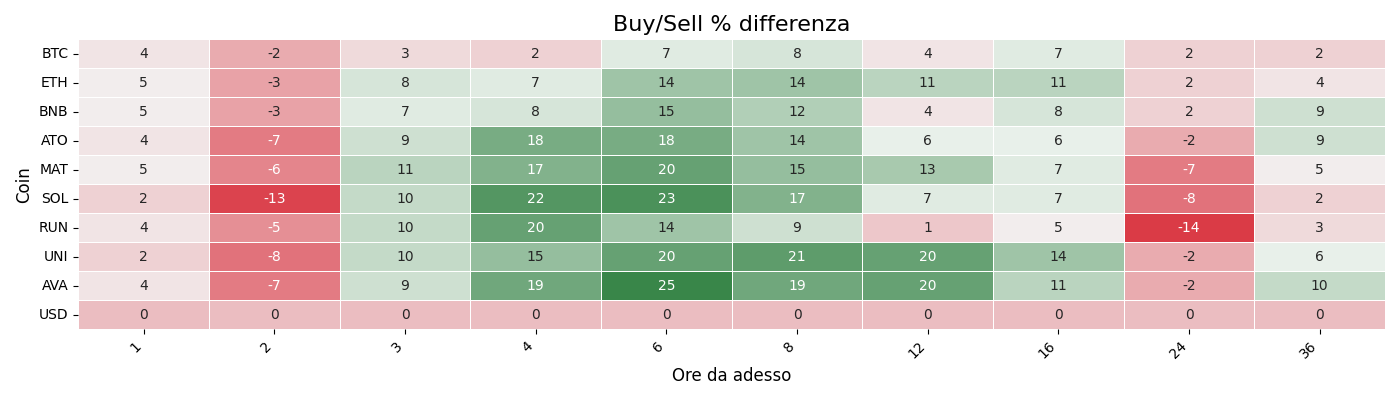 Buy/Sell % differenza
Coin
BTC 4 -2 3 2 7 8 4 7 2 2
ETH 5 -3 8 7 14 14 11 11 2 4
BNB 5 -3 7 8 15 12 4 8 2 9
ATO 4 -7 9 18 18 14 6 6 -2 9
MAT 5 -6 11 17 20 15 13 7 -7 5
SOL 2 -13 10 22 23 17 7 7 -8 2
RUN 4 -5 10 20 14 9 1 5 -14 3
UNI 2 -8 10 15 20 21 20 14 -2 6
AVA 4 -7 9 19 25 19 20 11 -2 10
USD 0 0 0 0 0 0 0 0 0 0
1 2 3 4 6 8 12 16 24 36
Ore da adesso